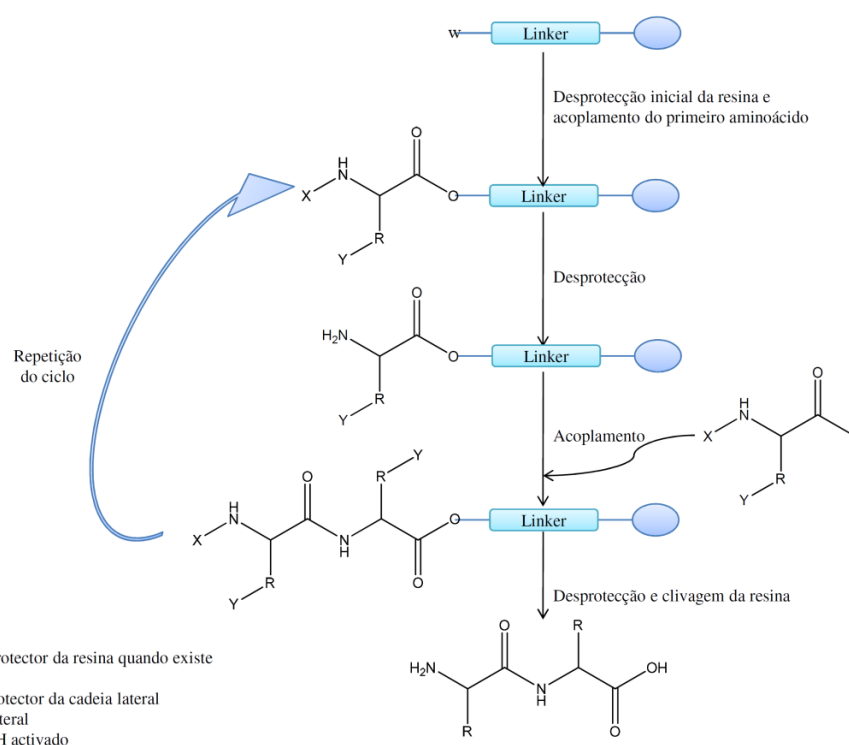 w
Linker
Desprotecção inicial da resina e
acoplamento do primeiro aminoácido
O
H
N
X
O
Linker
R
Y
Desprotecção
O
H2N
O
Linker
R
Y
Repetição
do ciclo
O
H
N
X
R
Y
Acoplamento
Y
R
O
H
N
X
N
H
O
O
R
Y
Linker
Desprotecção e clivagem da resina
O
R
H2N
N
H
OH
R
O
otector da resina quando existe
otector da cadeia lateral
teral
H activado